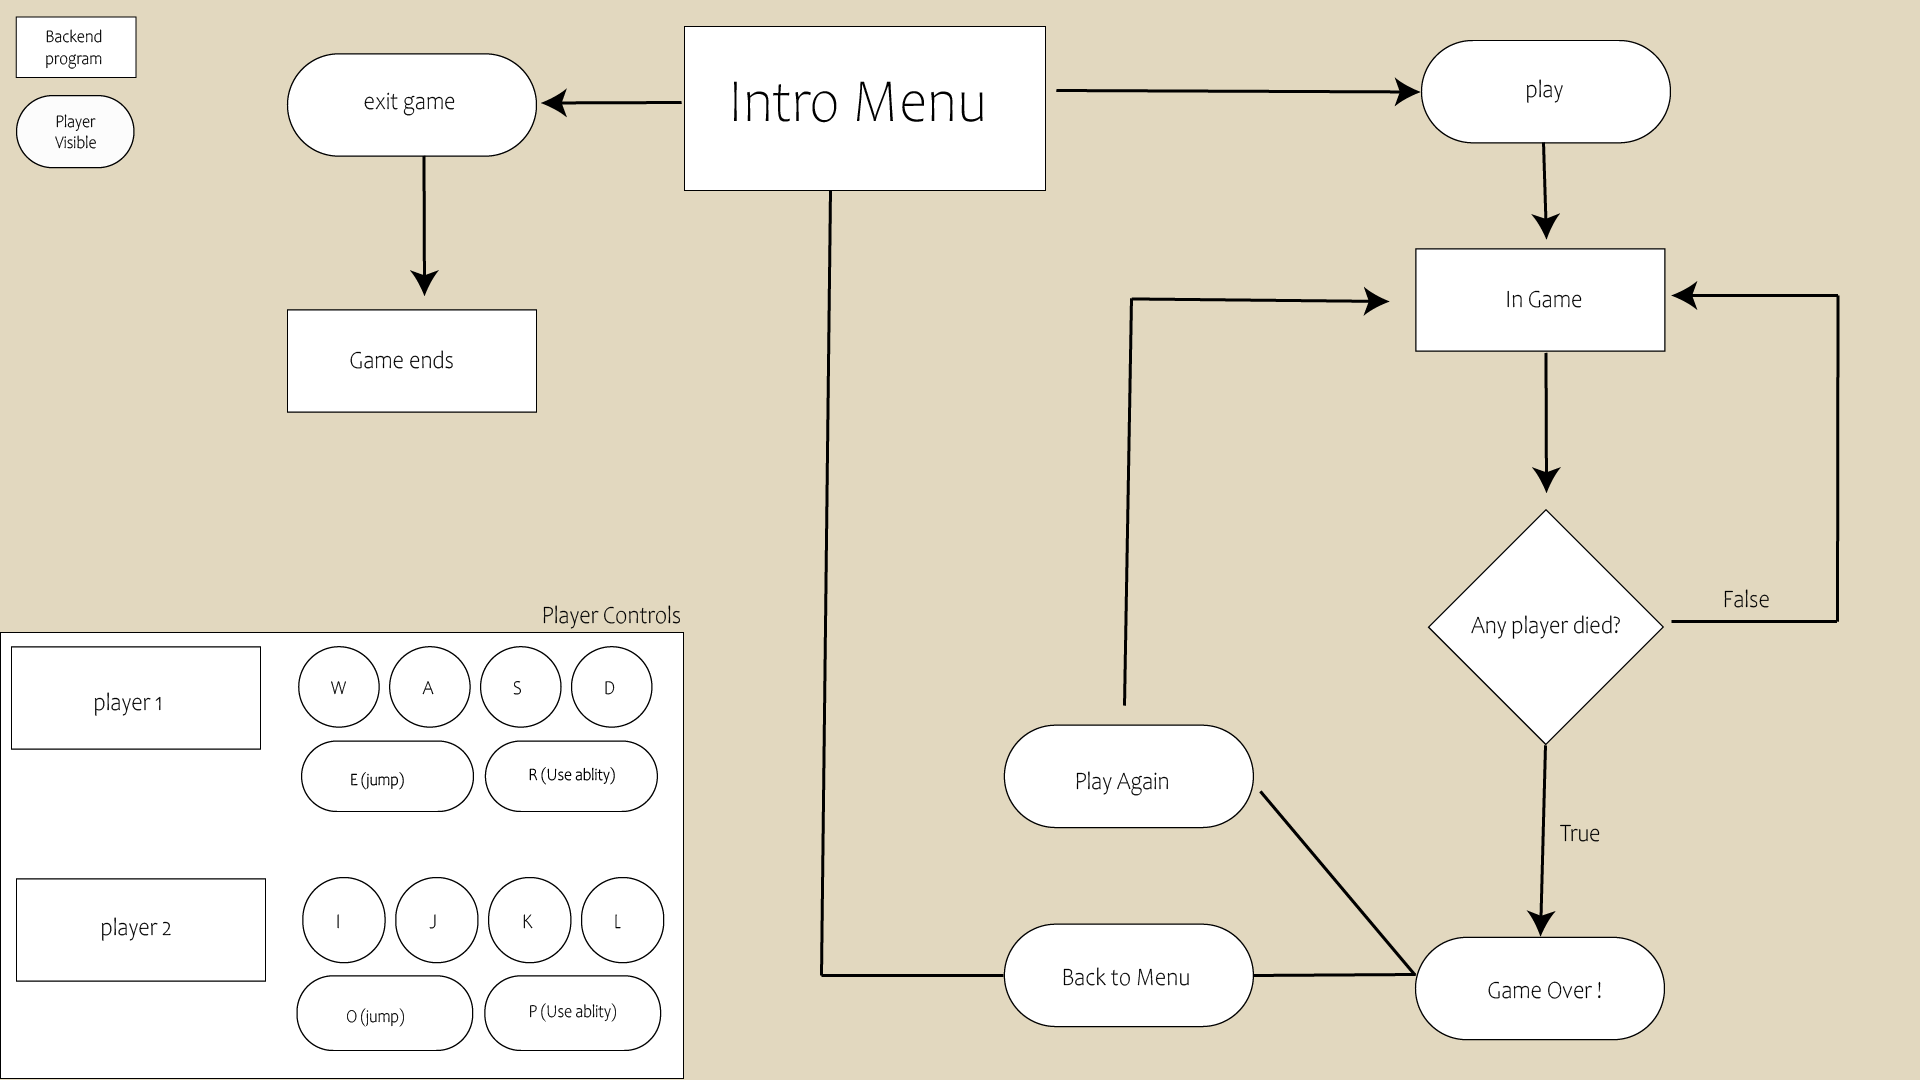 Backend
program
Player
Visible
exit game
Intro Menu
play
Game ends
In Game
Any player died?
False
True
Play Again
Back to Menu
Game Over !
Player Controls
player 1
W
A
S
D
E (jump)
R (Use ablity)
player 2
I
J
K
L
O (jump)
P (Use ablity)